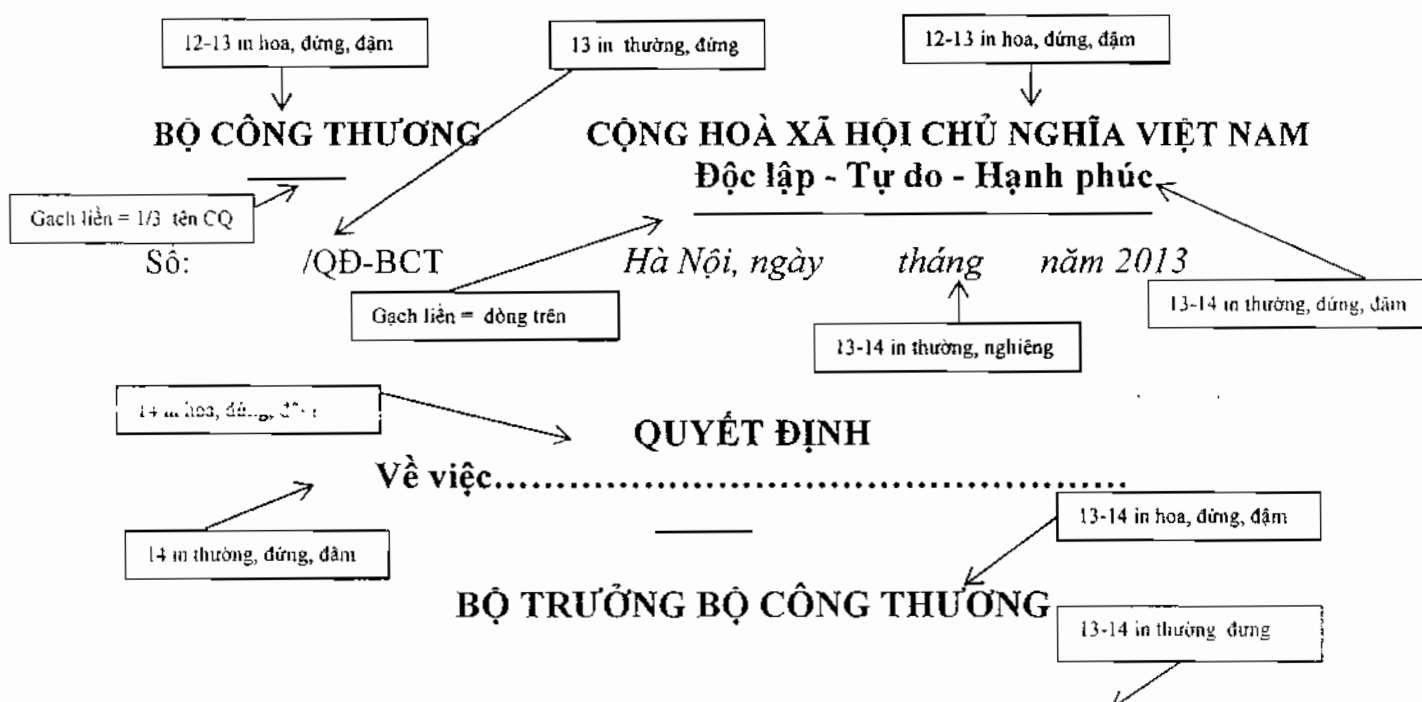 12-13 in hoa, đứng, đậm
13 in thường, đứng
12-13 in hoa, đứng, đậm
BỘ CÔNG THƯƠNG
CỘNG HOÀ XÃ HỘI CHỦ NGHĨA VIỆT NAM
Độc lập - Tự do - Hạnh phúc
Gạch liền = 1/3 tên CQ
Số: /QĐ-BCT
Hà Nội, ngày tháng năm 2013
Gạch liền = dòng trên
13-14 in thường, đứng, đậm
13-14 in thường, nghiêng
14 in hoa, đứng,
QUYẾT ĐỊNH
Về việc..................................................
14 in thường, đứng, đậm
13-14 in hoa, đứng, đậm
BỘ TRƯỞNG BỘ CÔNG THƯƠNG
13-14 in thường đứng